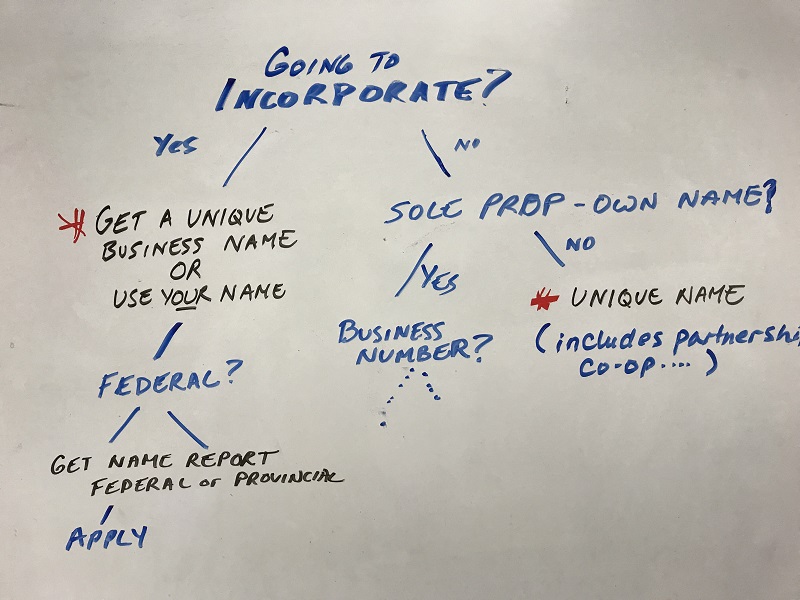 GOING TO
INCORPORATE?
Yes
NO
* GET A UNIQUE
BUSINESS NAME
OR
USE YOUR NAME
SOLE PROP - OWN NAME?
YES
NO
* UNIQUE NAME
(includes partnershi
CO-OP.... )
BUSINESS
NUMBER?
FEDERAL?
GET NAME REPORT
FEDERAL or PROVINCIAL
APPLY